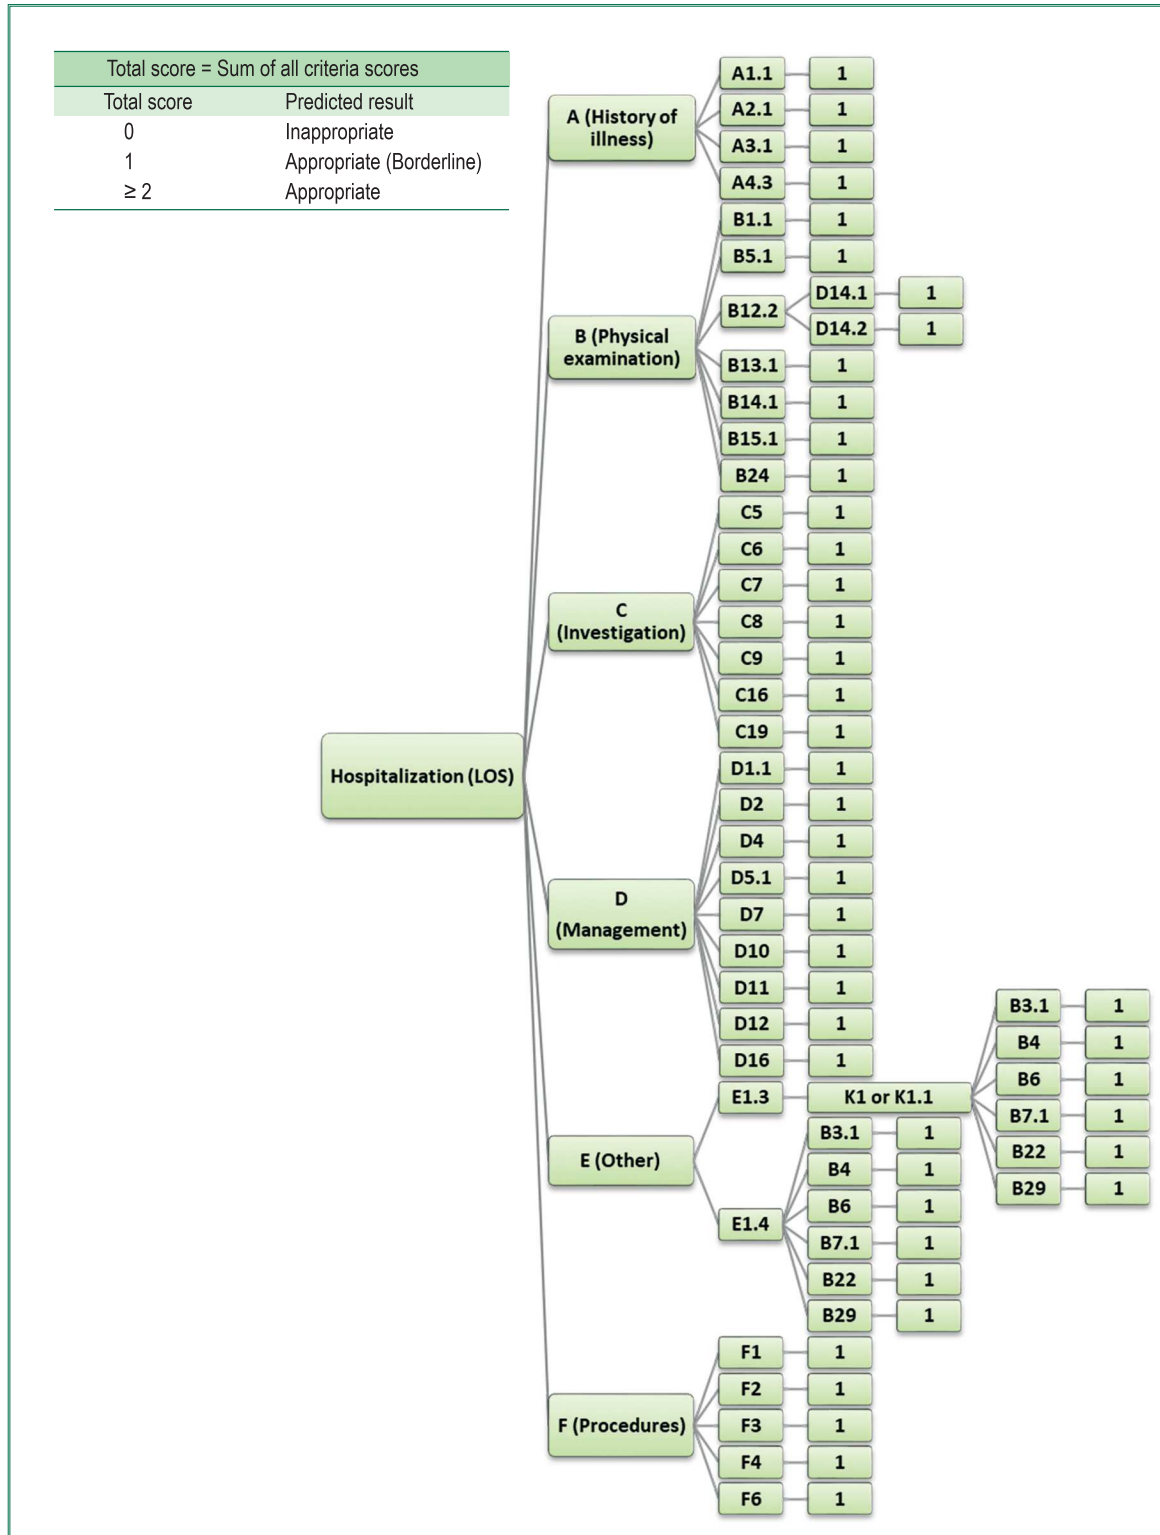 Total score = Sum of all criteria scores
Total score Predicted result
0 Inappropriate
1 Appropriate (Borderline)
≥ 2 Appropriate
Hospitalization (LOS)
A (History of
illness)
A1.1 1
A2.1 1
A3.1 1
A4.3 1
B (Physical
examination)
B1.1 1
B5.1 1
B12.2
D14.1 1
D14.2 1
B13.1 1
B14.1 1
B15.1 1
B24 1
C
(Investigation)
C5 1
C6 1
C7 1
C8 1
C9 1
C16 1
C19 1
D
(Management)
D1.1 1
D2 1
D4 1
D5.1 1
D7 1
D10 1
D11 1
D12 1
D16 1
E (Other)
E1.3 K1 or K1.1
B3.1 1
B4 1
B6 1
B7.1 1
B22 1
B29 1
E1.4
B3.1 1
B4 1
B6 1
B7.1 1
B22 1
B29 1
F (Procedures)
F1 1
F2 1
F3 1
F4 1
F6 1